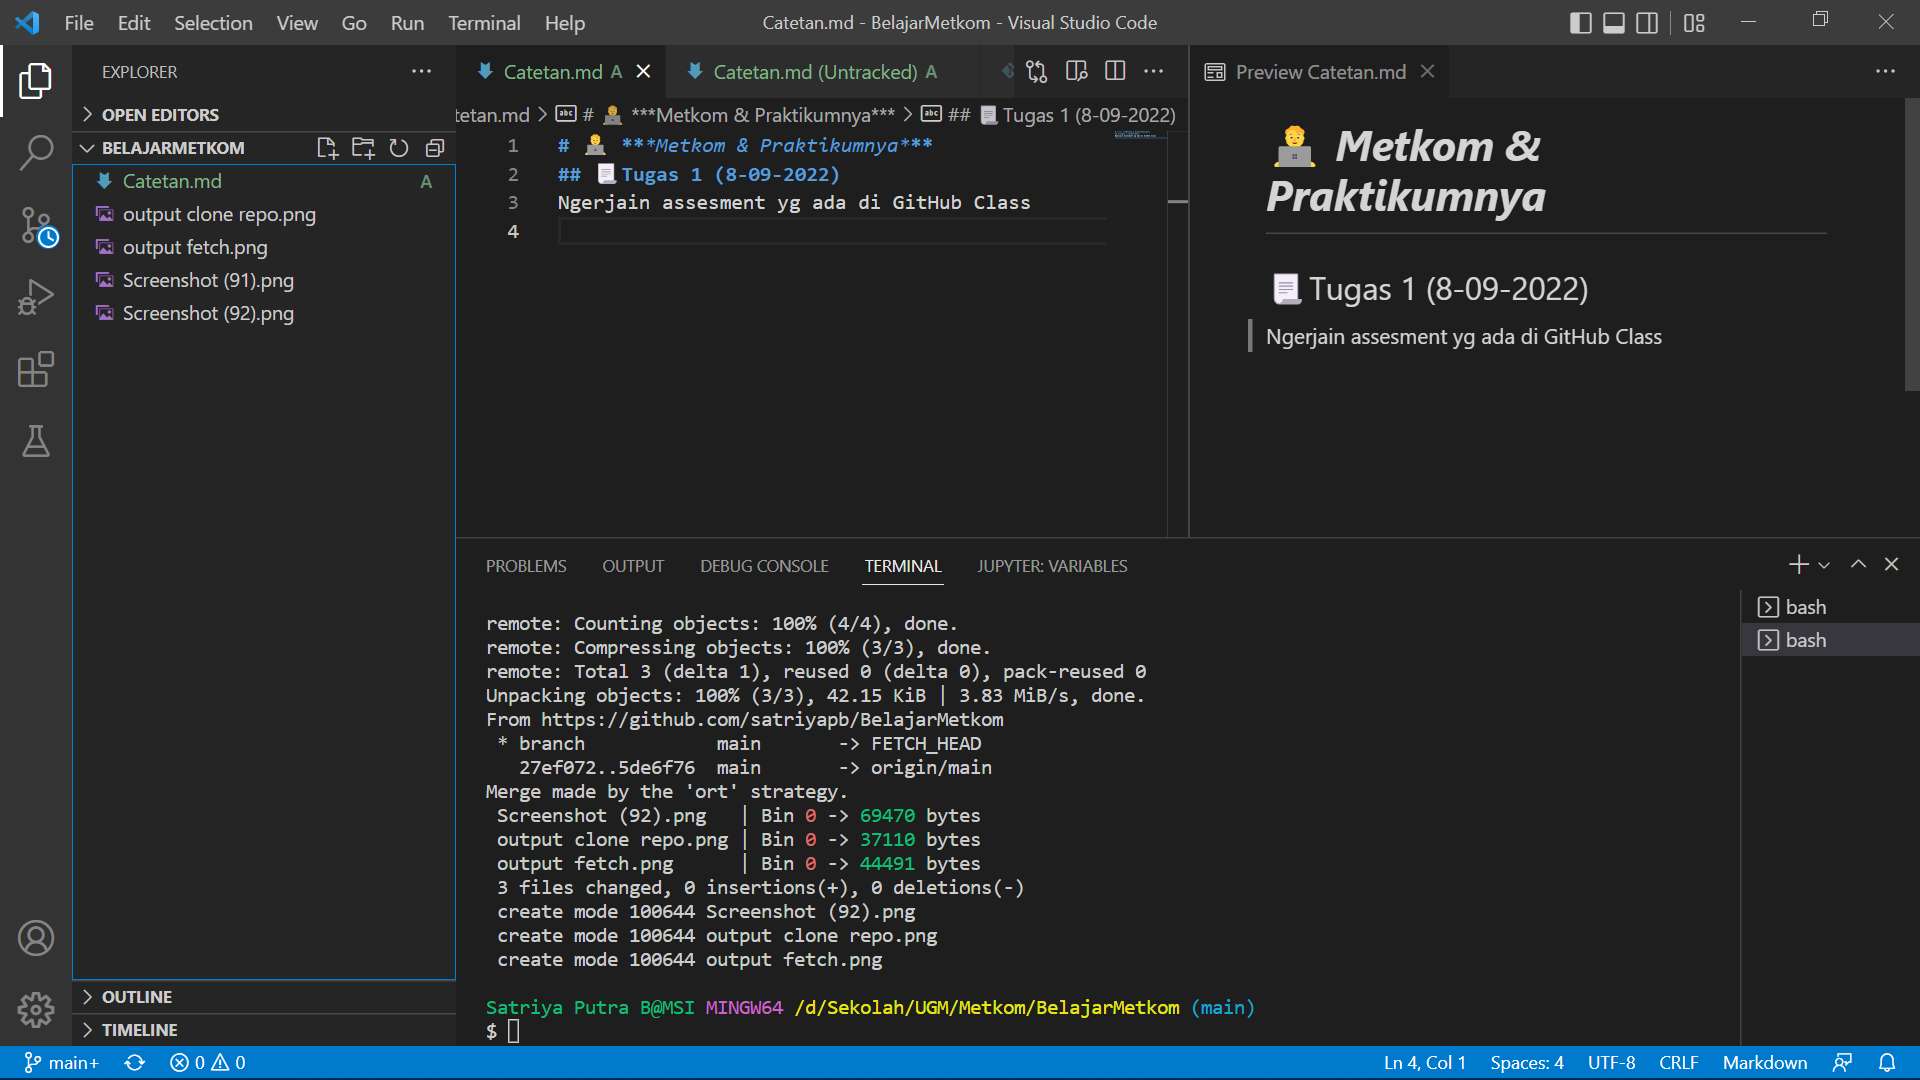 File Edit Selection View Go Run Terminal Help
Catetan.md - BelajarMetkom - Visual Studio Code
EXPLORER
OPEN EDITORS
BELAJARMETKOM
Catetan.md A
output clone repo.png
output fetch.png
Screenshot (91).png
Screenshot (92).png
OUTLINE
TIMELINE
Catetan.md A
Catetan.md (Untracked) A
tetan.md > # 🧑‍💻 ***Metkom & Praktikumnya*** > ## 📃Tugas 1 (8-09-2022)
1 # 🧑‍💻 ***Metkom & Praktikumnya***
2 ## 📃Tugas 1 (8-09-2022)
3 Ngerjain assesment yg ada di GitHub Class
4
Preview Catetan.md
🧑‍💻 Metkom &
Praktikumnya
📃Tugas 1 (8-09-2022)
Ngerjain assesment yg ada di GitHub Class
PROBLEMS OUTPUT DEBUG CONSOLE TERMINAL JUPYTER: VARIABLES
remote: Counting objects: 100% (4/4), done.
remote: Compressing objects: 100% (3/3), done.
remote: Total 3 (delta 1), reused 0 (delta 0), pack-reused 0
Unpacking objects: 100% (3/3), 42.15 KiB | 3.83 MiB/s, done.
From https://github.com/satriyapb/BelajarMetkom
* branch main -> FETCH_HEAD
27ef072..5de6f76 main -> origin/main
Merge made by the 'ort' strategy.
Screenshot (92).png | Bin 0 -> 69470 bytes
output clone repo.png | Bin 0 -> 37110 bytes
output fetch.png | Bin 0 -> 44491 bytes
3 files changed, 0 insertions(+), 0 deletions(-)
create mode 100644 Screenshot (92).png
create mode 100644 output clone repo.png
create mode 100644 output fetch.png
Satriya Putra B@MSI MINGW64 /d/Sekolah/UGM/Metkom/BelajarMetkom (main)
$
bash
bash
main+ 0 0
Ln 4, Col 1 Spaces: 4 UTF-8 CRLF Markdown